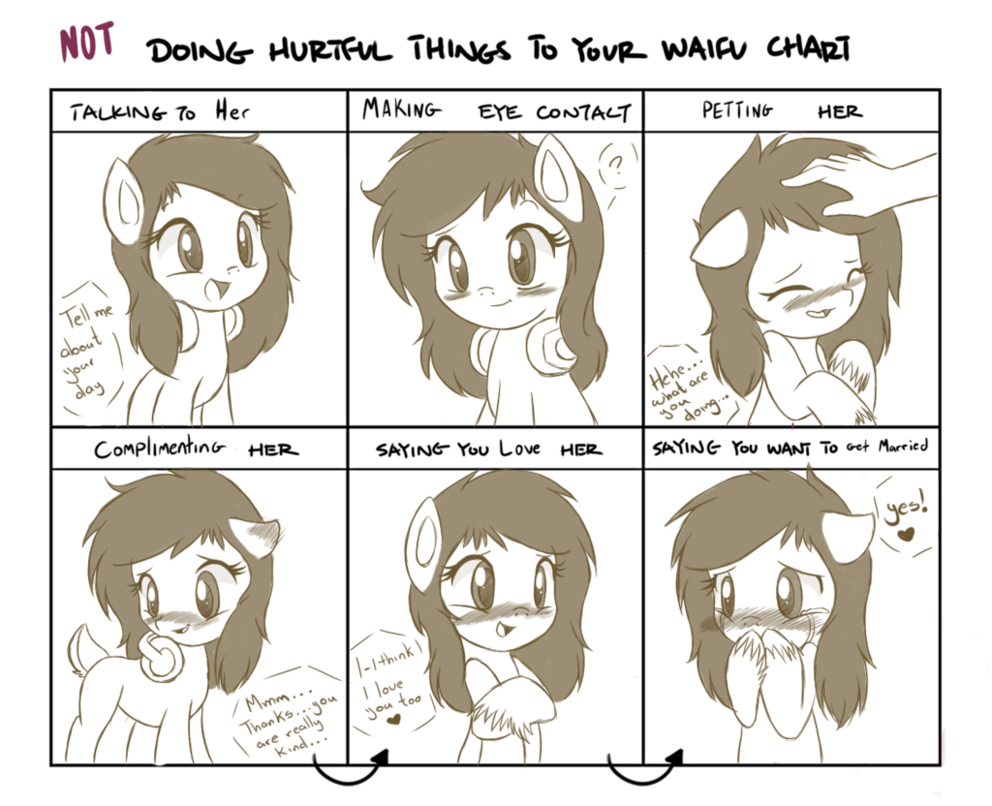 NOT DOING HURTFUL THINGS TO YOUR WAIFU CHART
TALKING TO Her
MAKING EYE CONTACT
PETTING HER
Tell me
about
your
day
?
Hehe...
what are
you
doing...
Complimenting HER
SAYING YOU Love HER
SAYING YOU WANT TO Get Married
Mmm...
Thanks...you
are really
kind...
I-I think
I love
you too
♥
yes!
♥